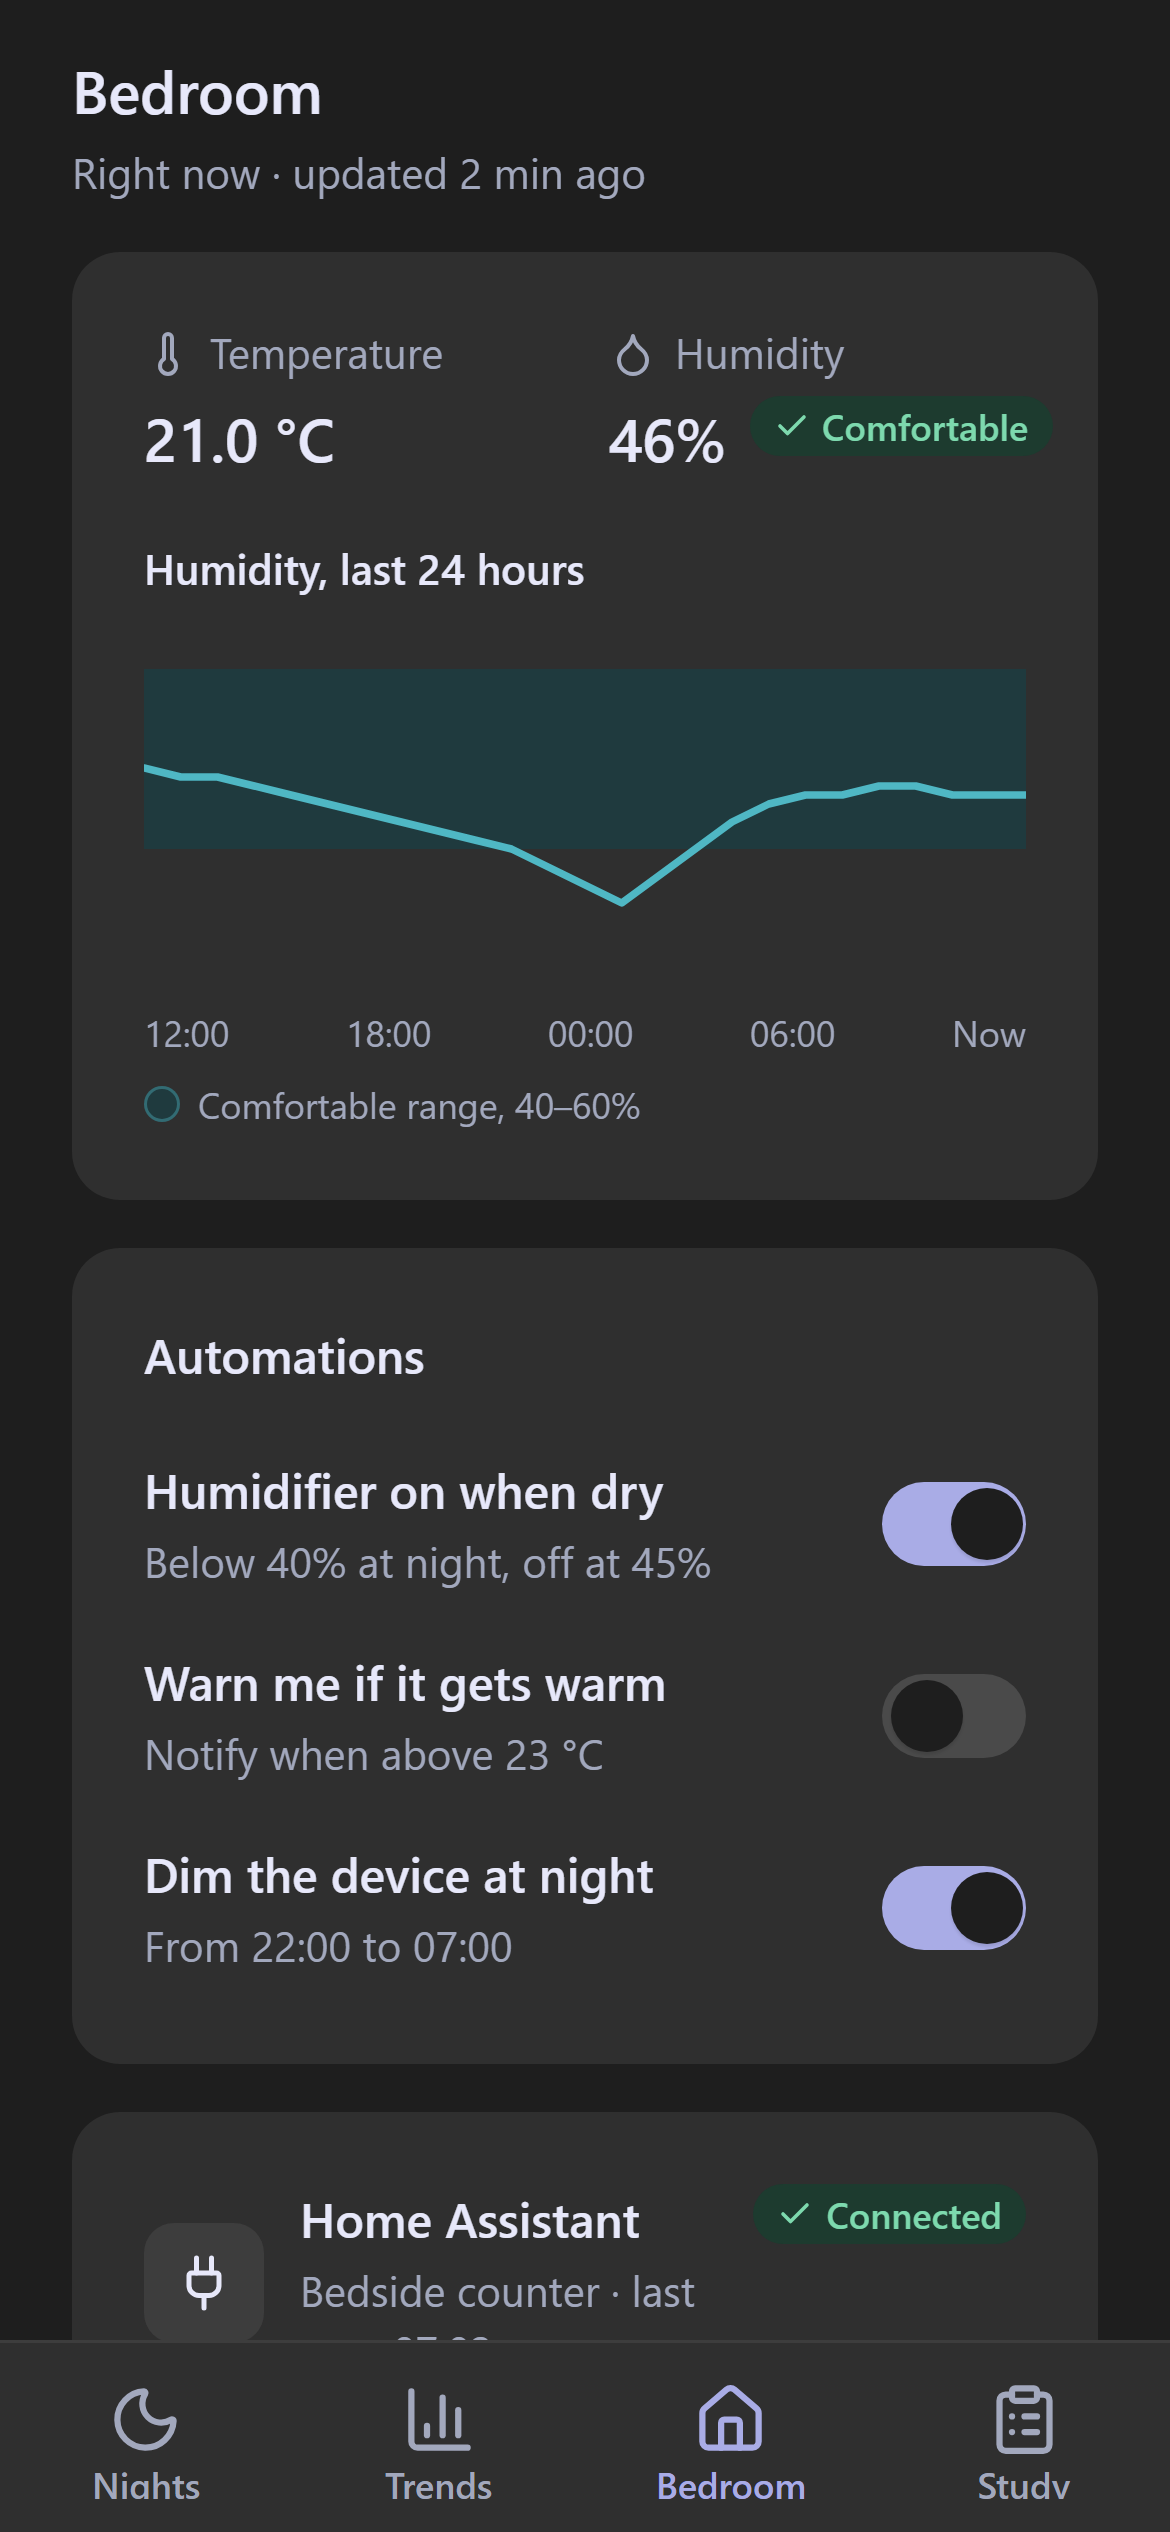 Bedroom
Right now · updated 2 min ago
Temperature
Humidity
21.0 °C
46%
Comfortable
Humidity, last 24 hours
12:00 18:00 00:00 06:00 Now
Comfortable range, 40–60%
Automations
Humidifier on when dry
Below 40% at night, off at 45%
Warn me if it gets warm
Notify when above 23 °C
Dim the device at night
From 22:00 to 07:00
Home Assistant
Connected
Bedside counter · last
Nights
Trends
Bedroom
Study